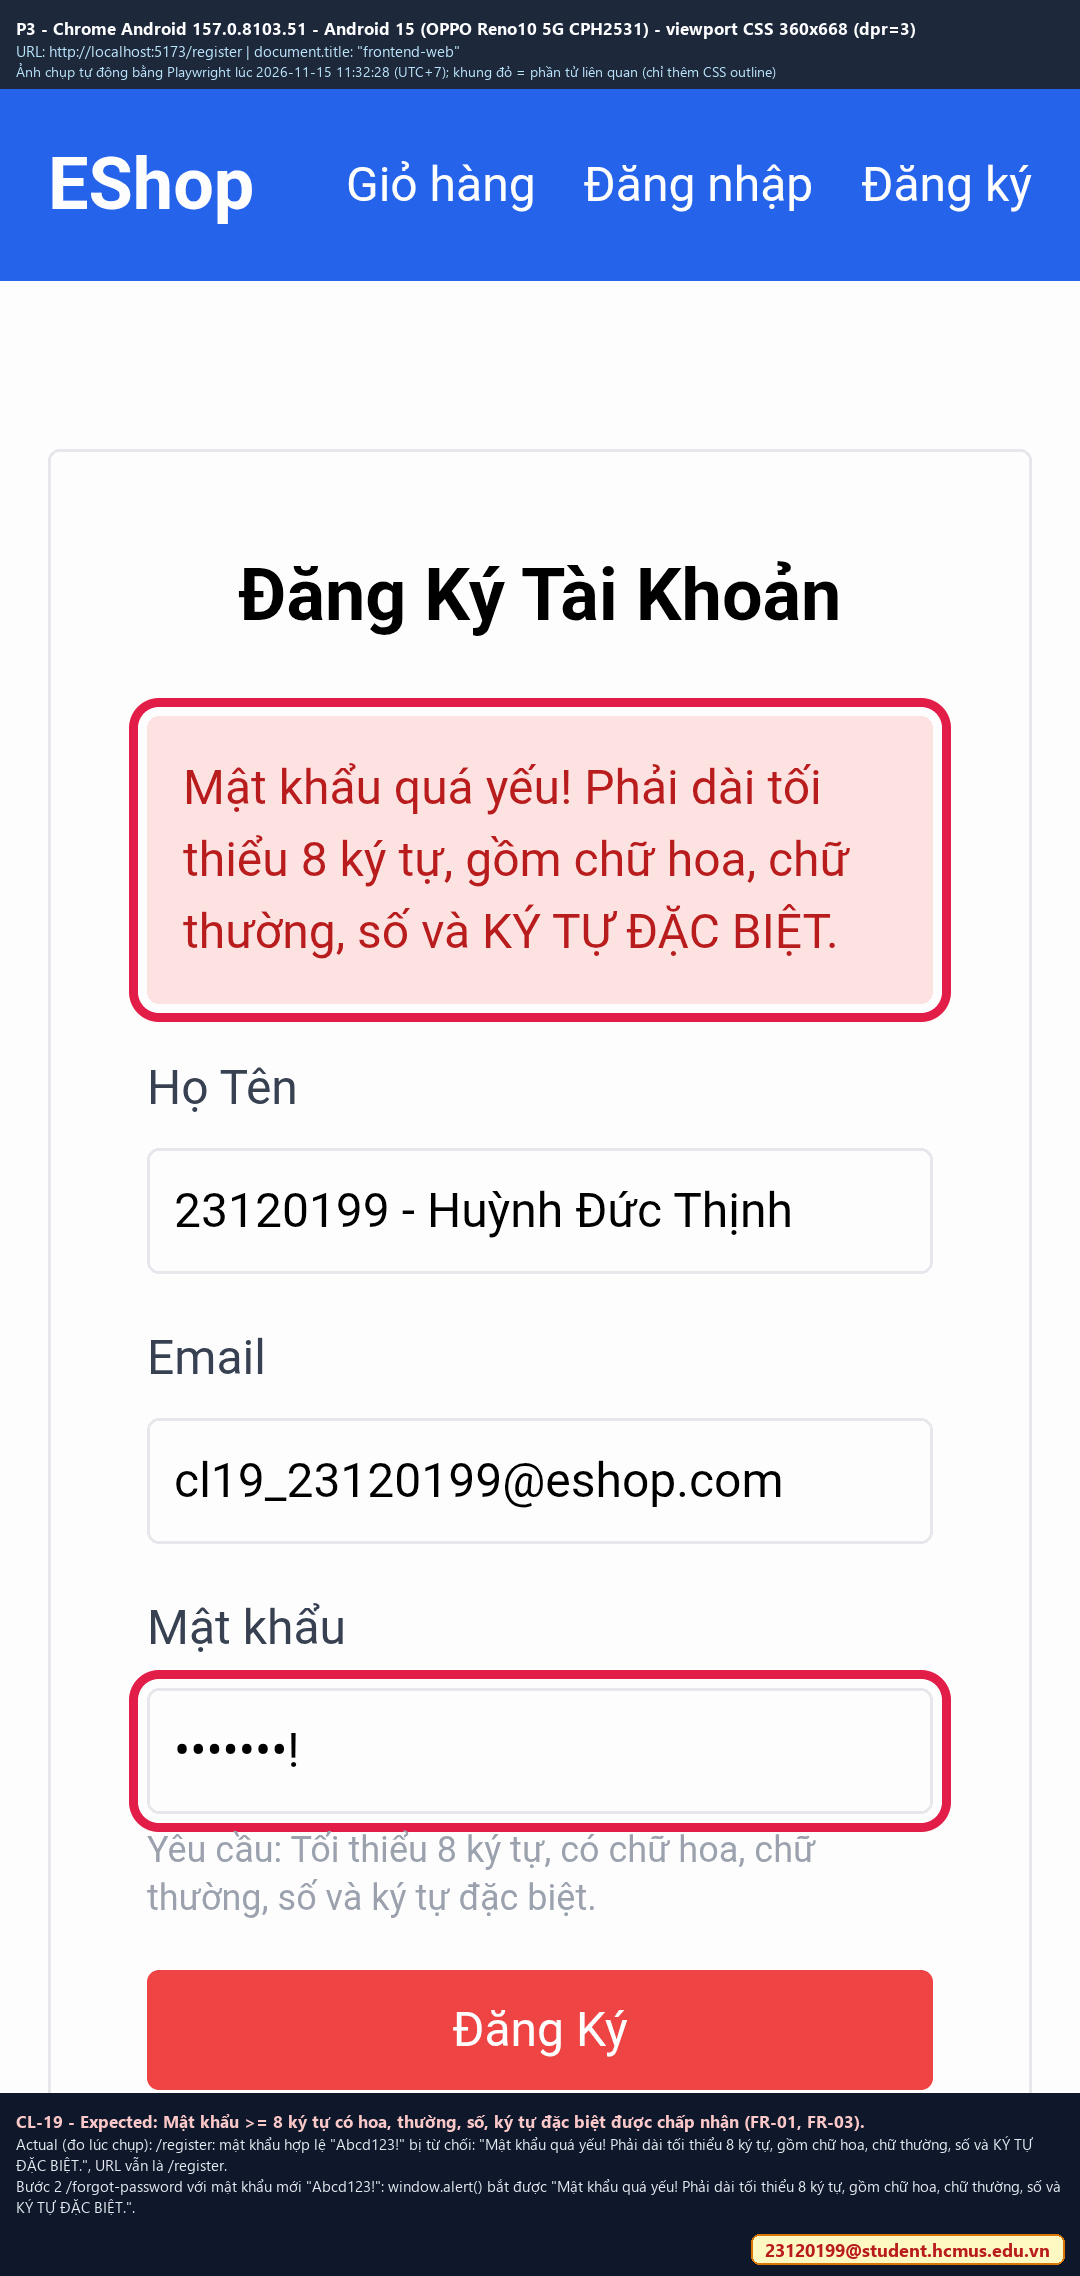 P3 - Chrome Android 157.0.8103.51 - Android 15 (OPPO Reno10 5G CPH2531) - viewport CSS 360x668 (dpr=3)
URL: http://localhost:5173/register | document.title: "frontend-web"
Ảnh chụp tự động bằng Playwright lúc 2026-11-15 11:32:28 (UTC+7); khung đỏ = phần tử liên quan (chỉ thêm CSS outline)
EShop Giỏ hàng Đăng nhập Đăng ký
Đăng Ký Tài Khoản
Mật khẩu quá yếu! Phải dài tối
thiểu 8 ký tự, gồm chữ hoa, chữ
thường, số và KÝ TỰ ĐẶC BIỆT.
Họ Tên
23120199 - Huỳnh Đức Thịnh
Email
cl19_23120199@eshop.com
Mật khẩu
•••••••!
Yêu cầu: Tối thiểu 8 ký tự, có chữ hoa, chữ
thường, số và ký tự đặc biệt.
Đăng Ký
CL-19 - Expected: Mật khẩu >= 8 ký tự có hoa, thường, số, ký tự đặc biệt được chấp nhận (FR-01, FR-03).
Actual (đo lúc chụp): /register: mật khẩu hợp lệ "Abcd123!" bị từ chối: "Mật khẩu quá yếu! Phải dài tối thiểu 8 ký tự, gồm chữ hoa, chữ thường, số và KÝ TỰ
ĐẶC BIỆT.", URL vẫn là /register.
Bước 2 /forgot-password với mật khẩu mới "Abcd123!": window.alert() bắt được "Mật khẩu quá yếu! Phải dài tối thiểu 8 ký tự, gồm chữ hoa, chữ thường, số và
KÝ TỰ ĐẶC BIỆT.".
23120199@student.hcmus.edu.vn